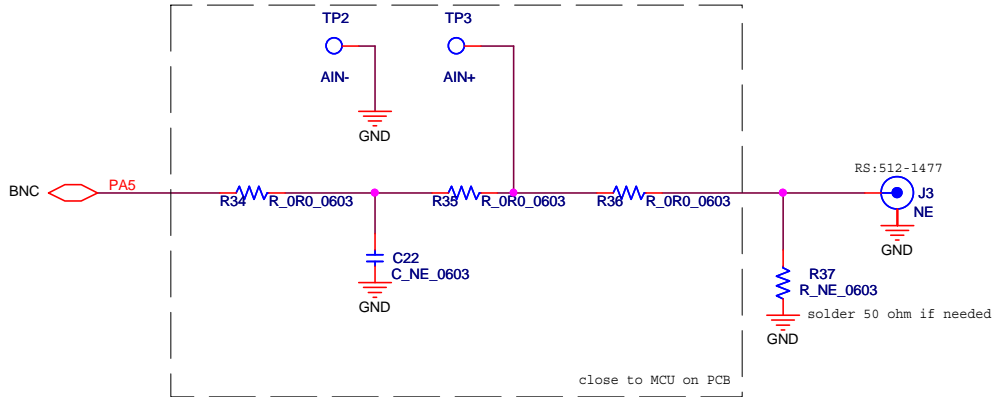 TP2
TP3
AIN-
AIN+
GND
RS:512-1477
BNC
PA5
R34
R_0R0_0603
R35
R_0R0_0603
R36
R_0R0_0603
J3
NE
GND
C22
C_NE_0603
GND
R37
R_NE_0603
solder 50 ohm if needed
GND
close to MCU on PCB